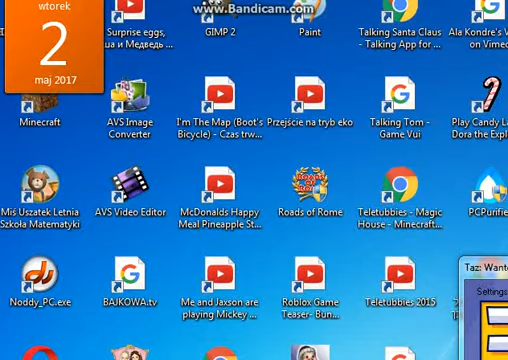 www.Bandicam.com
wtorek
2
maj 2017
Surprise eggs,
ша и Медведь ...
GIMP 2
Paint
Talking Santa Claus
- Talking App for ...
Ala Kondre's W
on Vimeo
Minecraft
AVS Image
Converter
I'm The Map (Boot's
Bicycle) - Czas trw...
Przejście na tryb eko
Talking Tom -
Game Vui
Play Candy La
Dora the Explo
Miś Uszatek Letnia
Szkoła Matematyki
AVS Video Editor
McDonalds Happy
Meal Pineapple St...
Roads of Rome
Teletubbies - Magic
House - Minecraft...
PCPurifie
Noddy_PC.exe
BAJKOWA.tv
Me and Jaxson are
playing Mickey ...
Roblox Game
Teaser- Bun...
Teletubbies 2015
Taz: Wante
Settings